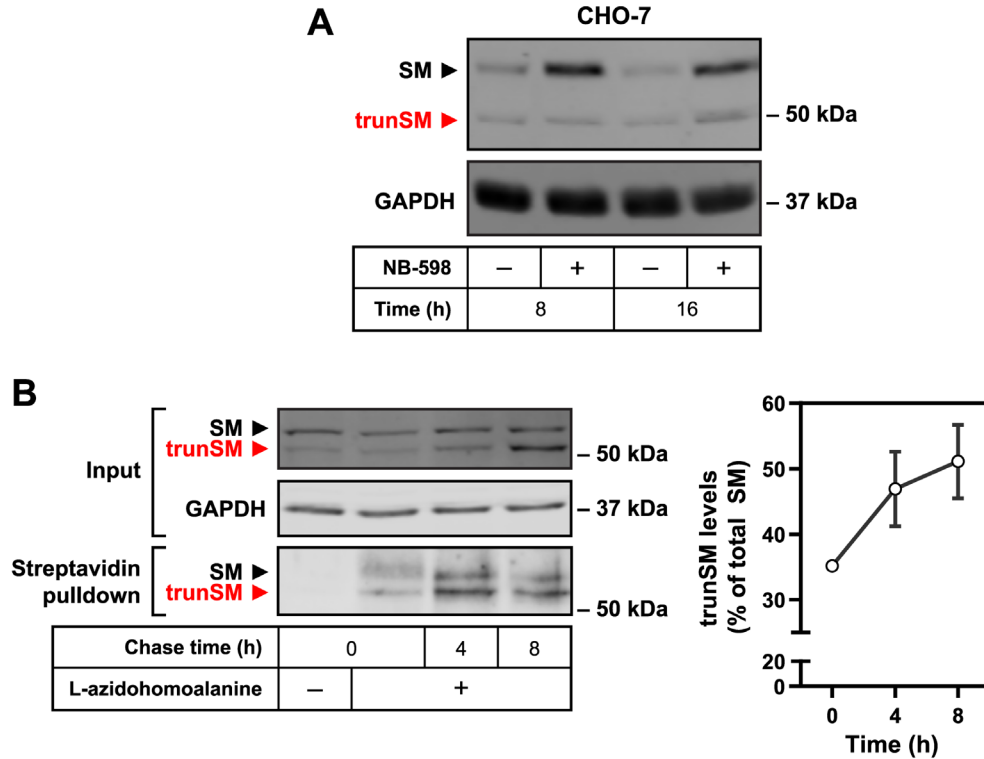 A
CHO-7
SM
trunSM
– 50 kDa
GAPDH
– 37 kDa
NB-598 – + – +
Time (h) 8 16
B
Input
SM
trunSM
– 50 kDa
GAPDH
– 37 kDa
Streptavidin
pulldown
SM
trunSM
– 50 kDa
Chase time (h) 0 4 8
L-azidohomoalanine – +
trunSM levels
(% of total SM)
60
50
40
30
20
0
0 4 8
Time (h)